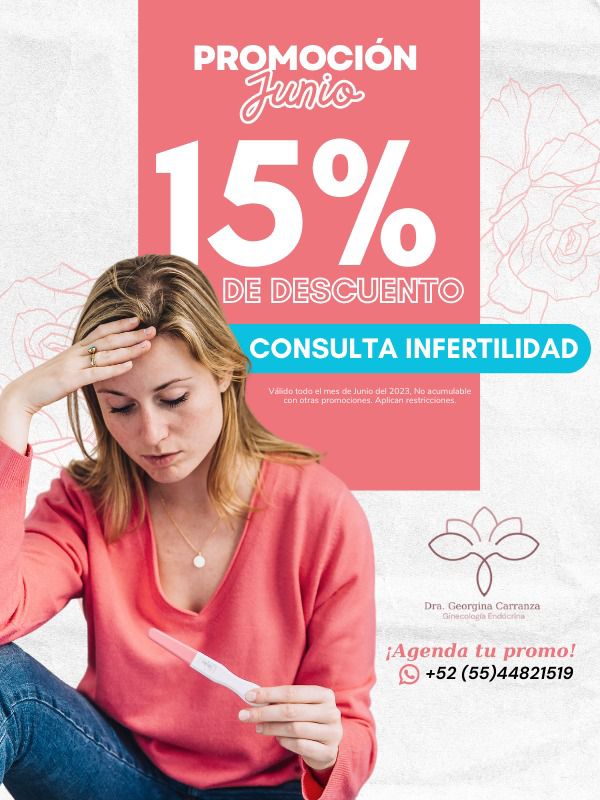 PROMOCIÓN
Junio
15%
DE DESCUENTO
CONSULTA INFERTILIDAD
Válido todo el mes de Junio del 2023, No acumulable
con otras promociones. Aplican restricciones.
Dra. Georgina Carranza
Ginecología Endócrina
¡Agenda tu promo!
+52 (55)44821519